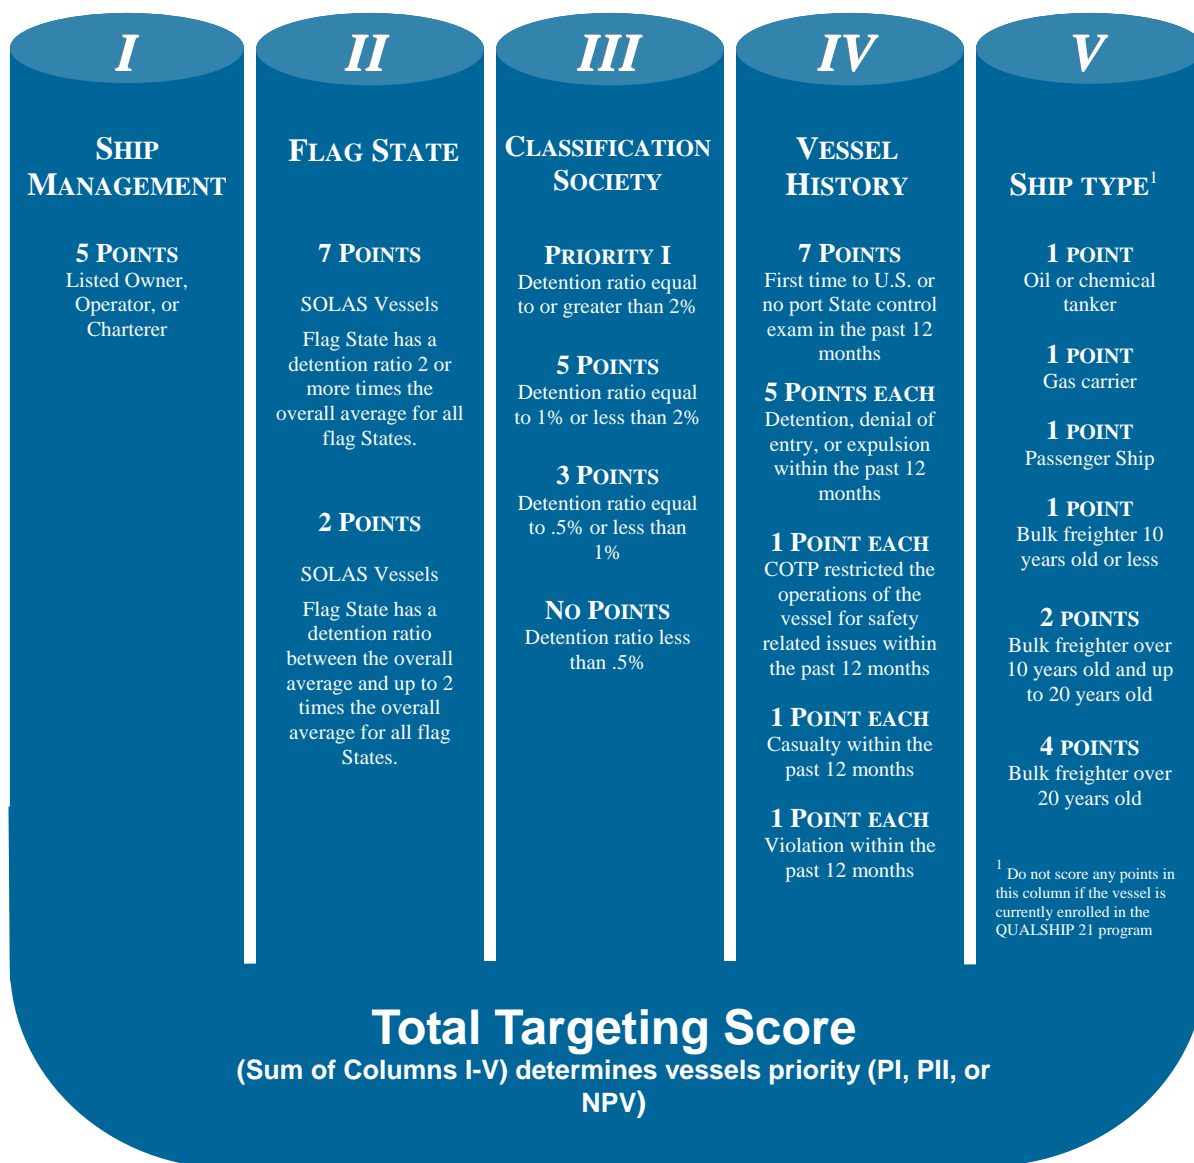 I
SHIP
MANAGEMENT
5 POINTS
Listed Owner,
Operator, or
Charterer
II
FLAG STATE
7 POINTS
SOLAS Vessels
Flag State has a
detention ratio 2 or
more times the
overall average for all
flag States.
2 POINTS
SOLAS Vessels
Flag State has a
detention ratio
between the overall
average and up to 2
times the overall
average for all flag
States.
III
CLASSIFICATION
SOCIETY
PRIORITY I
Detention ratio equal
to or greater than 2%
5 POINTS
Detention ratio equal
to 1% or less than 2%
3 POINTS
Detention ratio equal
to .5% or less than
1%
NO POINTS
Detention ratio less
than .5%
IV
VESSEL
HISTORY
7 POINTS
First time to U.S. or
no port State control
exam in the past 12
months
5 POINTS EACH
Detention, denial of
entry, or expulsion
within the past 12
months
1 POINT EACH
COTP restricted the
operations of the
vessel for safety
related issues within
the past 12 months
1 POINT EACH
Casualty within the
past 12 months
1 POINT EACH
Violation within the
past 12 months
V
SHIP TYPE¹
1 POINT
Oil or chemical
tanker
1 POINT
Gas carrier
1 POINT
Passenger Ship
1 POINT
Bulk freighter 10
years old or less
2 POINTS
Bulk freighter over
10 years old and up
to 20 years old
4 POINTS
Bulk freighter over
20 years old
¹ Do not score any points in
this column if the vessel is
currently enrolled in the
QUALSHIP 21 program
Total Targeting Score
(Sum of Columns I-V) determines vessels priority (PI, PII, or
NPV)